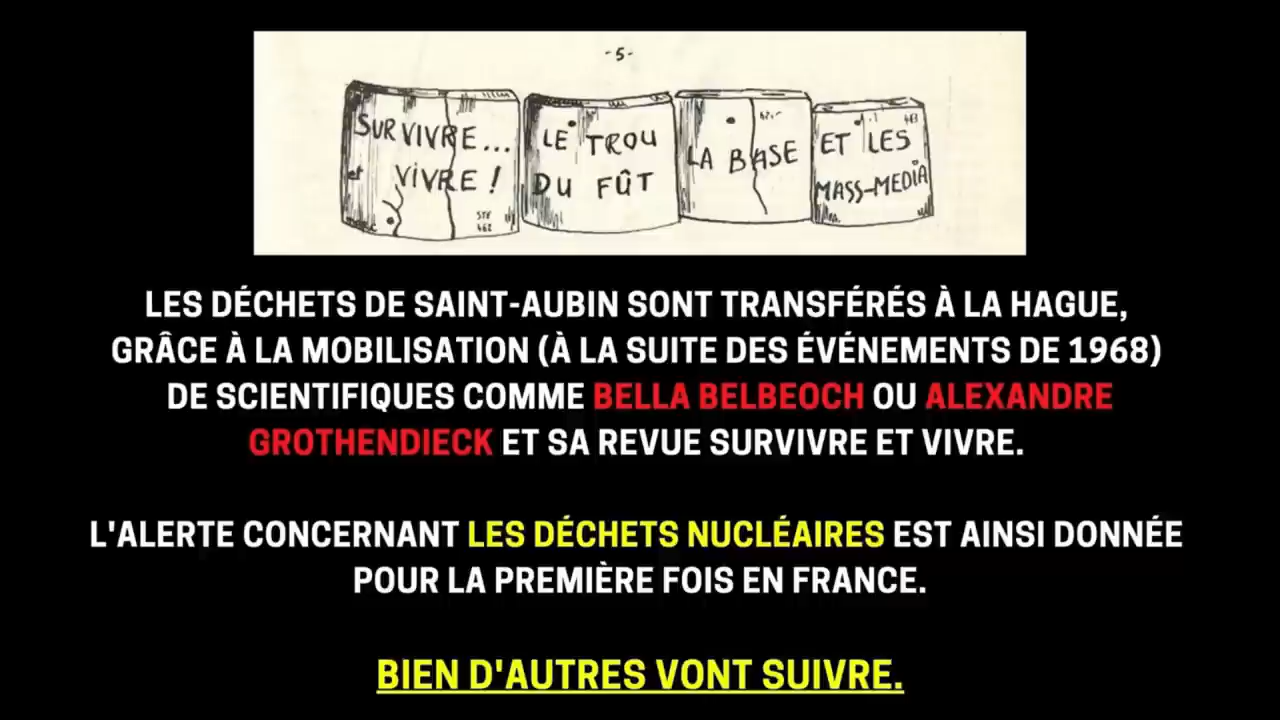 -5-
SURVIVRE... LE TROU LA BASE ET LES
et VIVRE ! DU FÛT MASS-MEDIA
LES DÉCHETS DE SAINT-AUBIN SONT TRANSFÉRÉS À LA HAGUE,
GRÂCE À LA MOBILISATION (À LA SUITE DES ÉVÉNEMENTS DE 1968)
DE SCIENTIFIQUES COMME BELLA BELBEOCH OU ALEXANDRE
GROTHENDIECK ET SA REVUE SURVIVRE ET VIVRE.
L'ALERTE CONCERNANT LES DÉCHETS NUCLÉAIRES EST AINSI DONNÉE
POUR LA PREMIÈRE FOIS EN FRANCE.
BIEN D'AUTRES VONT SUIVRE.